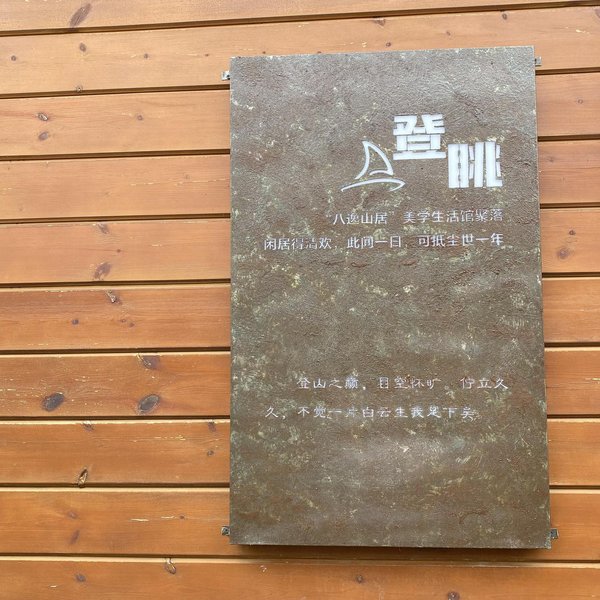 登眺
“八逸山居”美学生活馆聚落
闲居得清欢，此间一日，可抵尘世一年
登山之巅，目空怀旷，伫立久
久，不觉一片白云生我足下矣